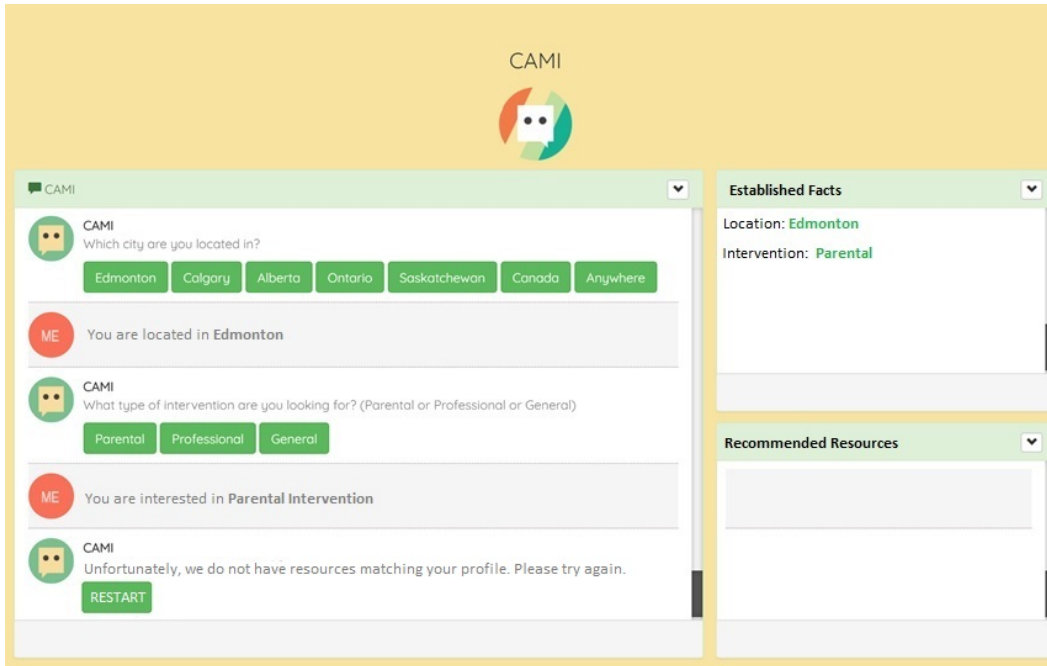 CAMI
CAMI
CAMI
Which city are you located in?
Edmonton Calgary Alberta Ontario Saskatchewan Canada Anywhere
ME
You are located in Edmonton
CAMI
What type of intervention are you looking for? (Parental or Professional or General)
Parental Professional General
ME
You are interested in Parental Intervention
CAMI
Unfortunately, we do not have resources matching your profile. Please try again.
RESTART
Established Facts
Location: Edmonton
Intervention: Parental
Recommended Resources